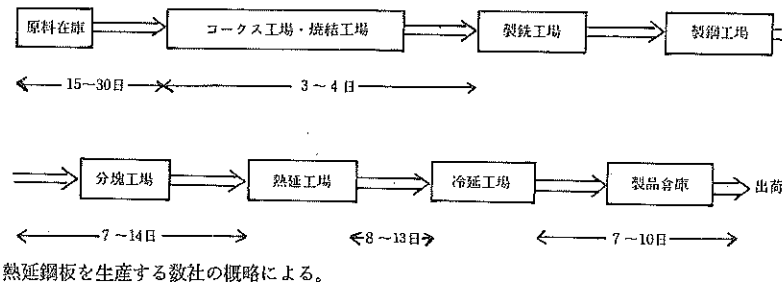 原料在庫 コークス工場・焼結工場 製銑工場 製鋼工場
15～30日 3～4日
分塊工場 熱延工場 冷延工場 製品倉庫 出荷
7～14日 8～13日 7～10日
熱延鋼板を生産する数社の概略による。